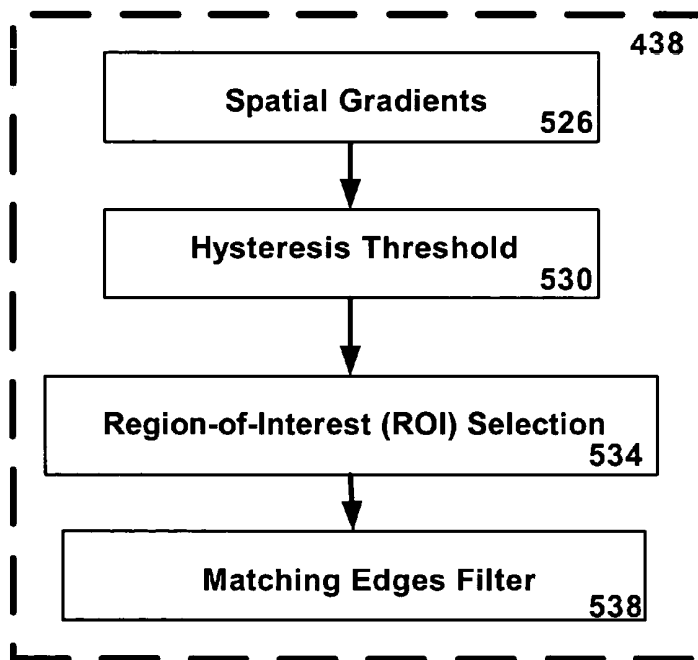 438
Spatial Gradients
526
Hysteresis Threshold
530
Region-of-Interest (ROI) Selection
534
Matching Edges Filter
538